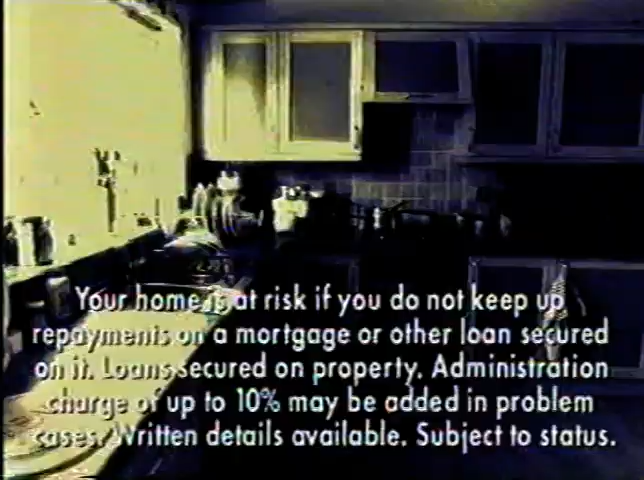 Your home is at risk if you do not keep up
repayments on a mortgage or other loan secured
on it. Loans secured on property. Administration
charge of up to 10% may be added in problem
cases. Written details available. Subject to status.